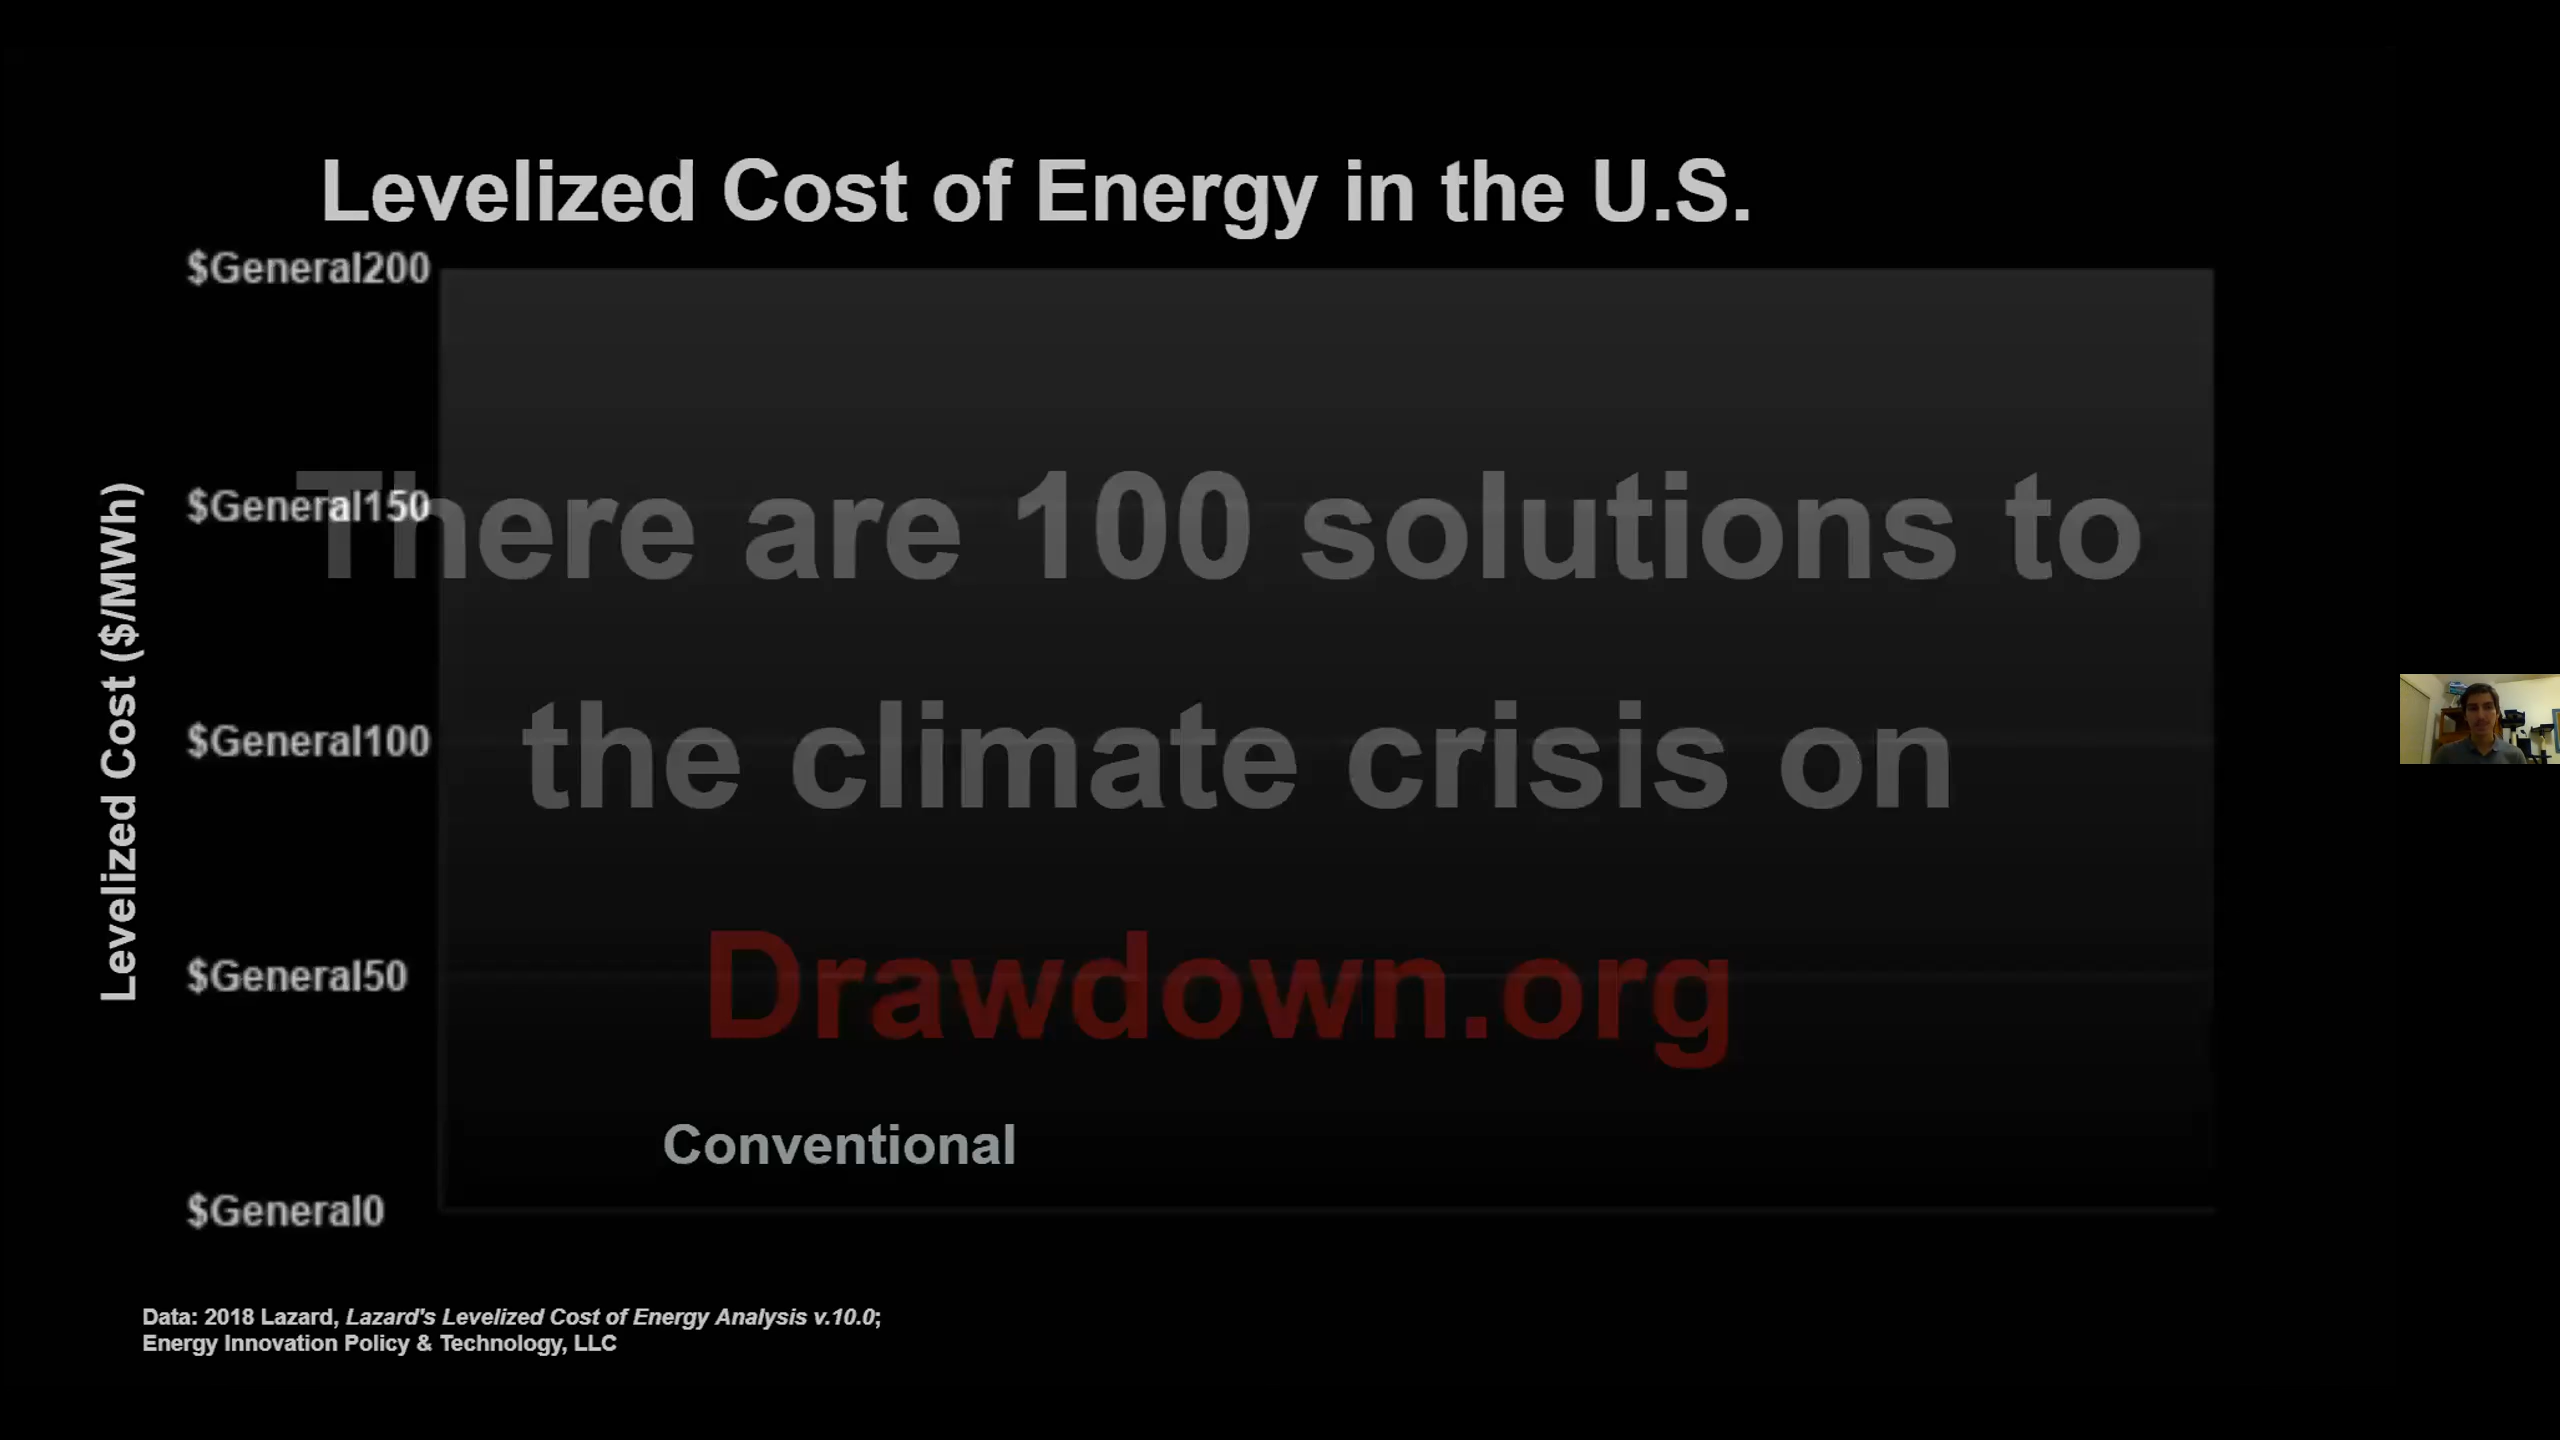 Levelized Cost of Energy in the U.S.
$General200
$General150
$General100
$General50
$General0
Levelized Cost ($/MWh)
There are 100 solutions to
the climate crisis on
Drawdown.org
Conventional
Data: 2018 Lazard, Lazard's Levelized Cost of Energy Analysis v.10.0;
Energy Innovation Policy & Technology, LLC